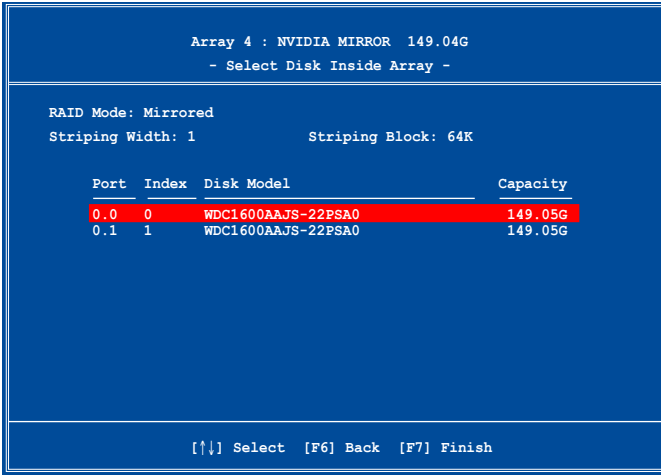 Array 4 : NVIDIA MIRROR 149.04G
- Select Disk Inside Array -
RAID Mode: Mirrored
Striping Width: 1 Striping Block: 64K
Port Index Disk Model Capacity
0.0 0 WDC1600AAJS-22PSA0 149.05G
0.1 1 WDC1600AAJS-22PSA0 149.05G
[↑↓] Select [F6] Back [F7] Finish